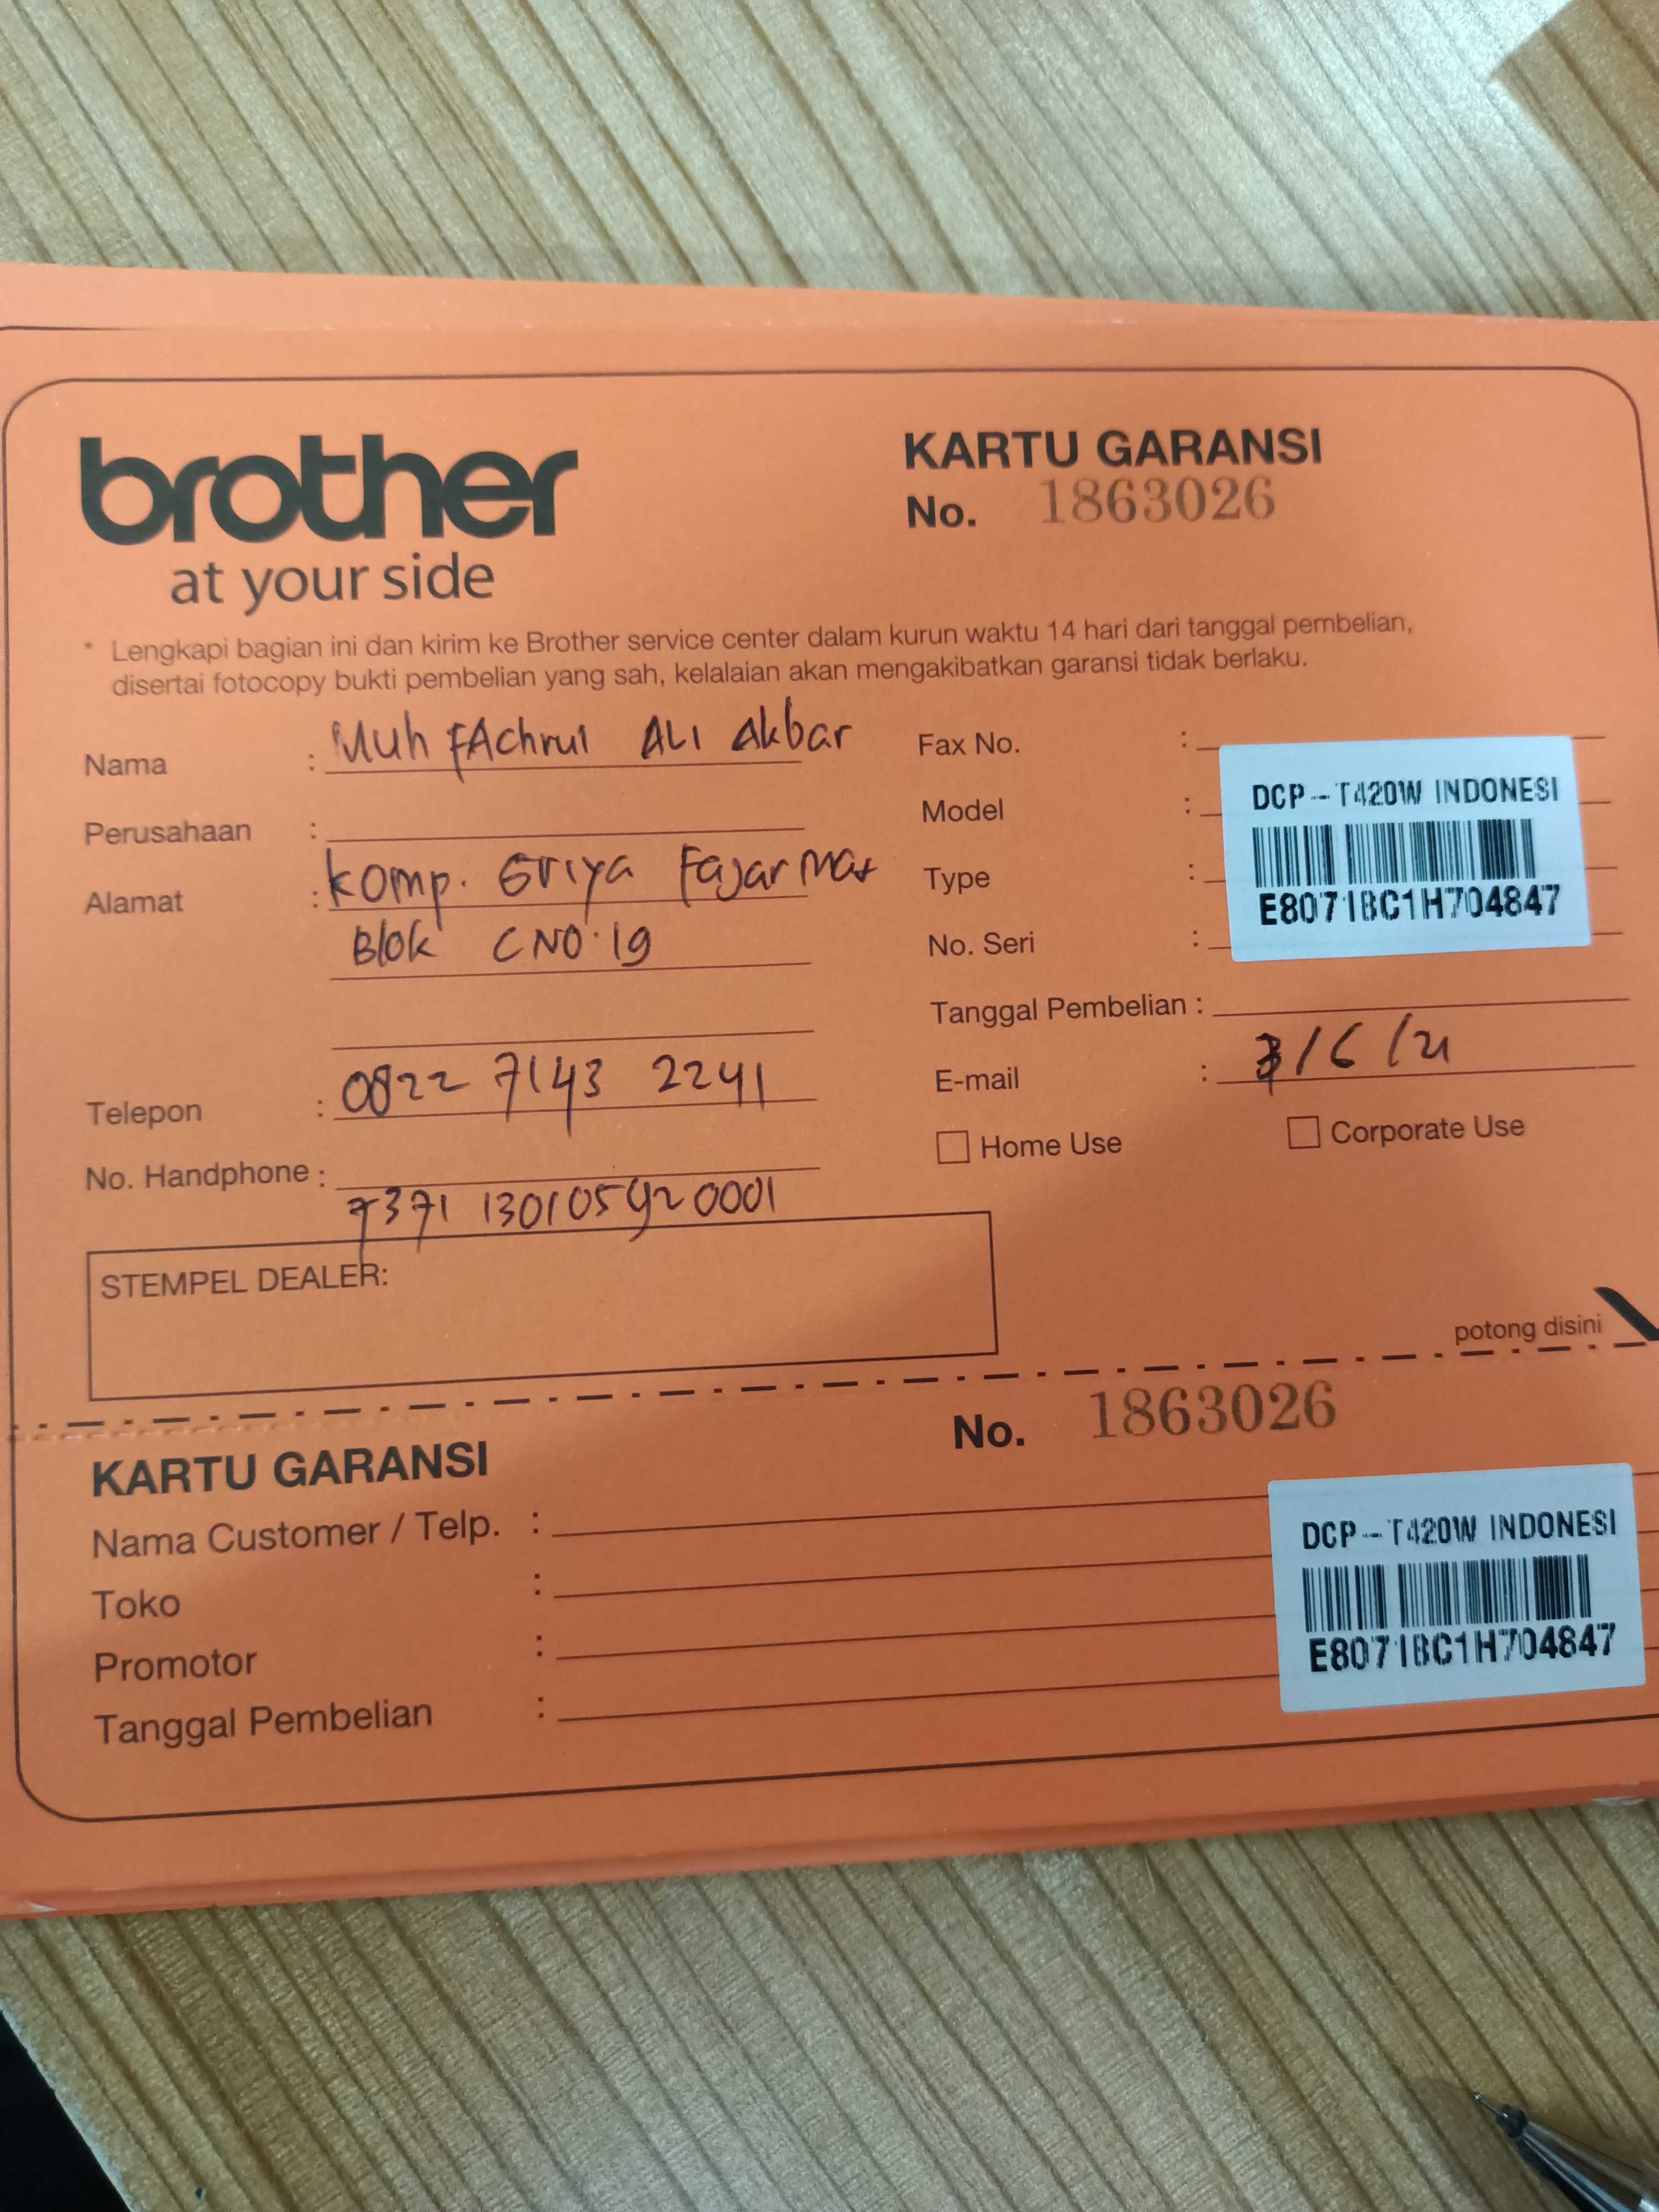 brother
at your side
KARTU GARANSI
No. 1863026
* Lengkapi bagian ini dan kirim ke Brother service center dalam kurun waktu 14 hari dari tanggal pembelian,
disertai fotocopy bukti pembelian yang sah, kelalaian akan mengakibatkan garansi tidak berlaku.
Nama : Muh FAchrul ALI Akbar
Perusahaan :
Alamat : Komp. Griya Fajar Mas
Blok C NO. 19
Telepon : 0822 7143 2241
No. Handphone :
7371 130105920001
STEMPEL DEALER:
Fax No. :
Model :
Type :
No. Seri :
DCP-T420W INDONESI
E80718C1H704847
Tanggal Pembelian :
E-mail : /6/21
Home Use
Corporate Use
potong disini
KARTU GARANSI
No. 1863026
Nama Customer / Telp. :
Toko :
Promotor :
Tanggal Pembelian :
DCP-T420W INDONESI
E80718C1H704847